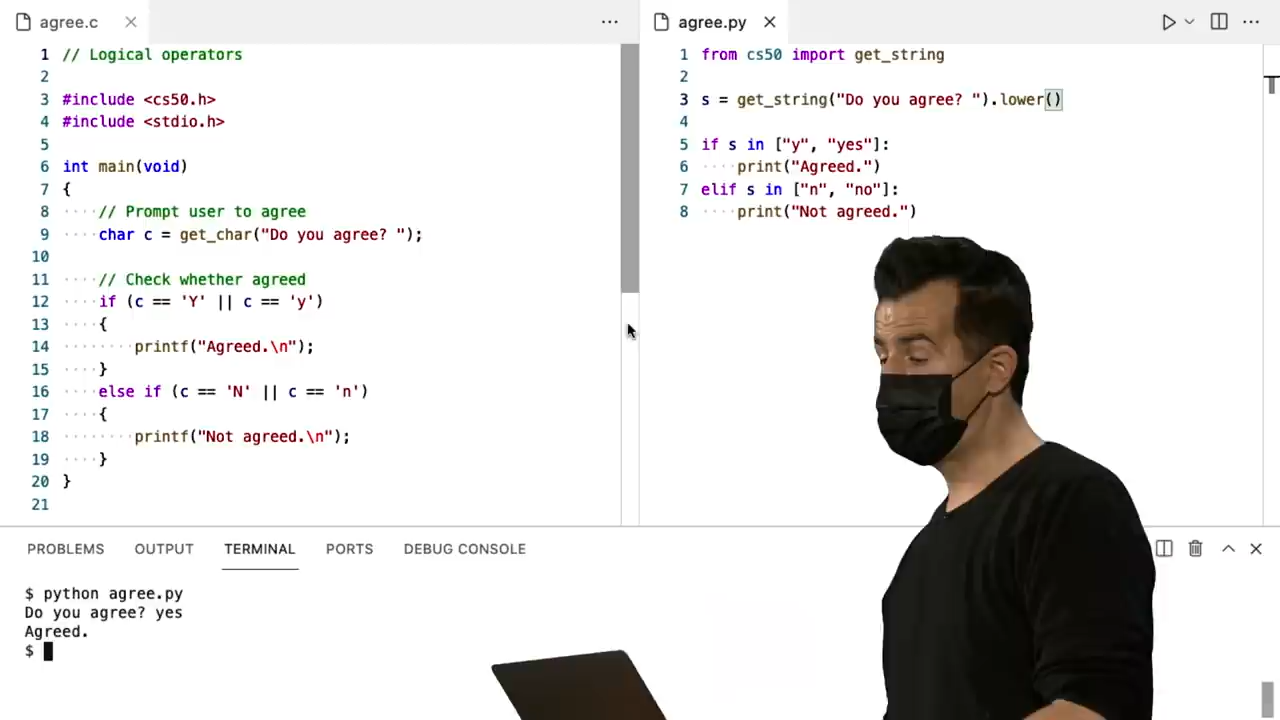 agree.c
agree.py
1 // Logical operators
2
3 #include <cs50.h>
4 #include <stdio.h>
5
6 int main(void)
7 {
8 ····// Prompt user to agree
9 ····char c = get_char("Do you agree? ");
10
11 ····// Check whether agreed
12 ····if (c == 'Y' || c == 'y')
13 ····{
14 ········printf("Agreed.\n");
15 ····}
16 ····else if (c == 'N' || c == 'n')
17 ····{
18 ········printf("Not agreed.\n");
19 ····}
20 }
21
1 from cs50 import get_string
2
3 s = get_string("Do you agree? ").lower()
4
5 if s in ["y", "yes"]:
6 ····print("Agreed.")
7 elif s in ["n", "no"]:
8 ····print("Not agreed.")
PROBLEMS OUTPUT TERMINAL PORTS DEBUG CONSOLE
$ python agree.py
Do you agree? yes
Agreed.
$